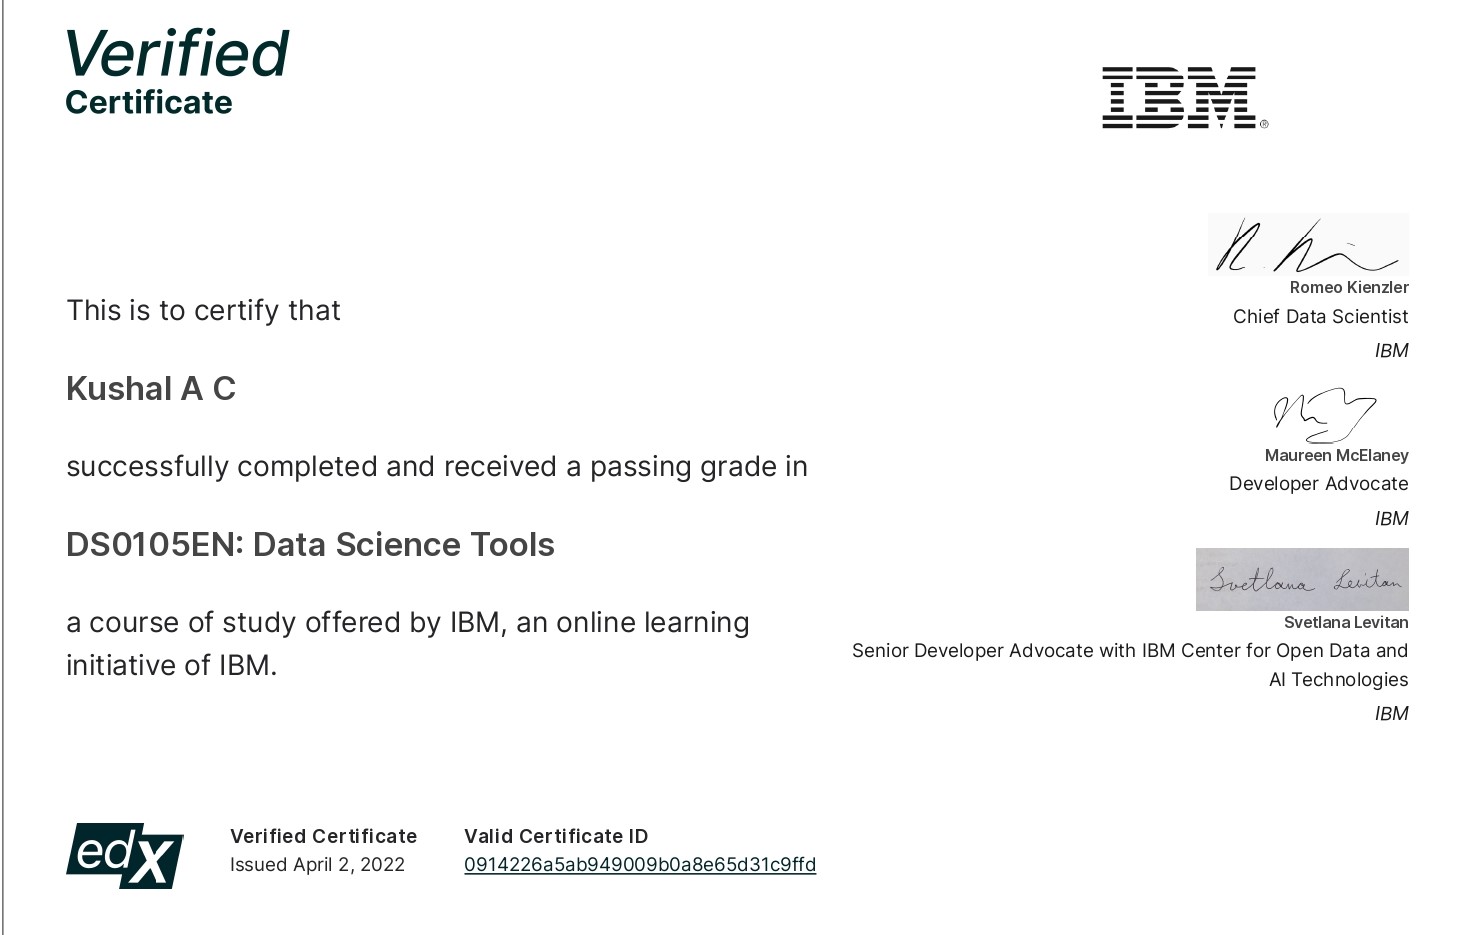 Verified
Certificate
IBM®
This is to certify that
Kushal A C
successfully completed and received a passing grade in
DS0105EN: Data Science Tools
a course of study offered by IBM, an online learning
initiative of IBM.
Romeo Kienzler
Chief Data Scientist
IBM
Maureen McElaney
Developer Advocate
IBM
Svetlana Levitan
Svetlana Levitan
Senior Developer Advocate with IBM Center for Open Data and
AI Technologies
IBM
edX
Verified Certificate
Issued April 2, 2022
Valid Certificate ID
0914226a5ab949009b0a8e65d31c9ffd